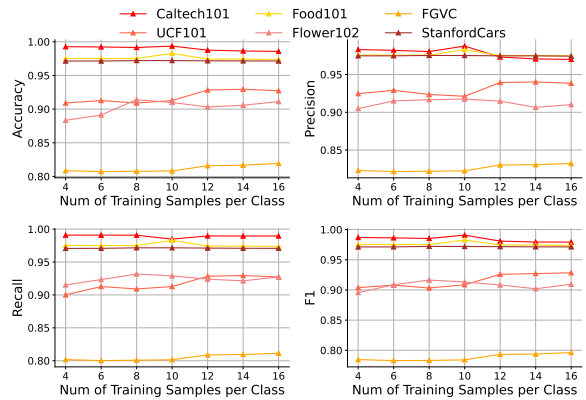 Caltech101 Food101 FGVC
UCF101 Flower102 StanfordCars
1.00
0.95
0.90
0.85
0.80
Accuracy
4 6 8 10 12 14 16
Num of Training Samples per Class
0.95
0.85
Precision
4 6 8 10 12 14 16
Num of Training Samples per Class
1.00
0.95
0.90
0.85
0.80
Recall
4 6 8 10 12 14 16
Num of Training Samples per Class
1.00
0.95
0.90
0.85
0.80
F1
4 6 8 10 12 14 16
Num of Training Samples per Class